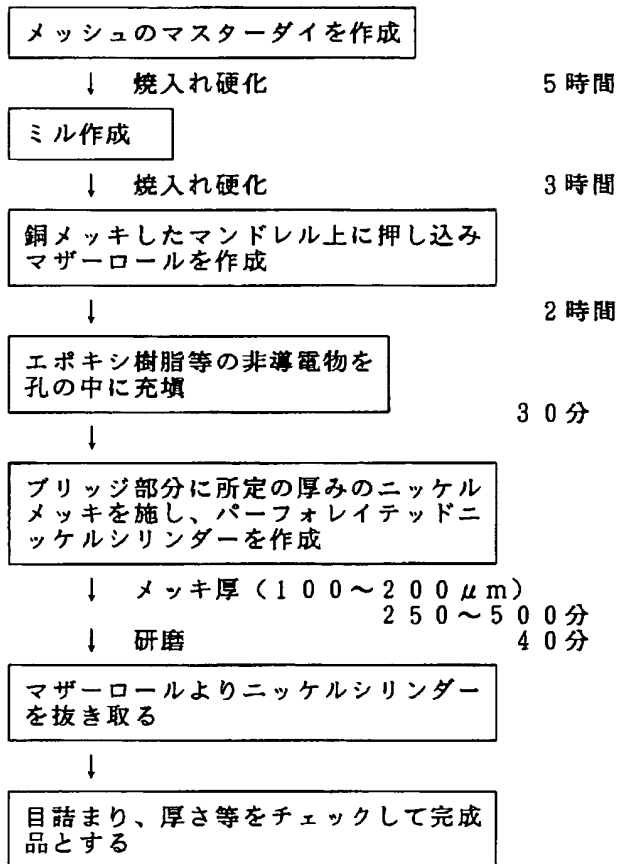 メッシュのマスターダイを作成
↓ 焼入れ硬化 5時間
ミル作成
↓ 焼入れ硬化 3時間
銅メッキしたマンドレル上に押し込み
マザーロールを作成
↓ 2時間
エポキシ樹脂等の非導電物を
孔の中に充填
30分
↓
ブリッジ部分に所定の厚みのニッケル
メッキを施し、パーフォレイテッドニ
ッケルシリンダーを作成
↓ メッキ厚(100～200μm)
250～500分
↓ 研磨 40分
マザーロールよりニッケルシリンダー
を抜き取る
↓
目詰まり、厚さ等をチェックして完成
品とする